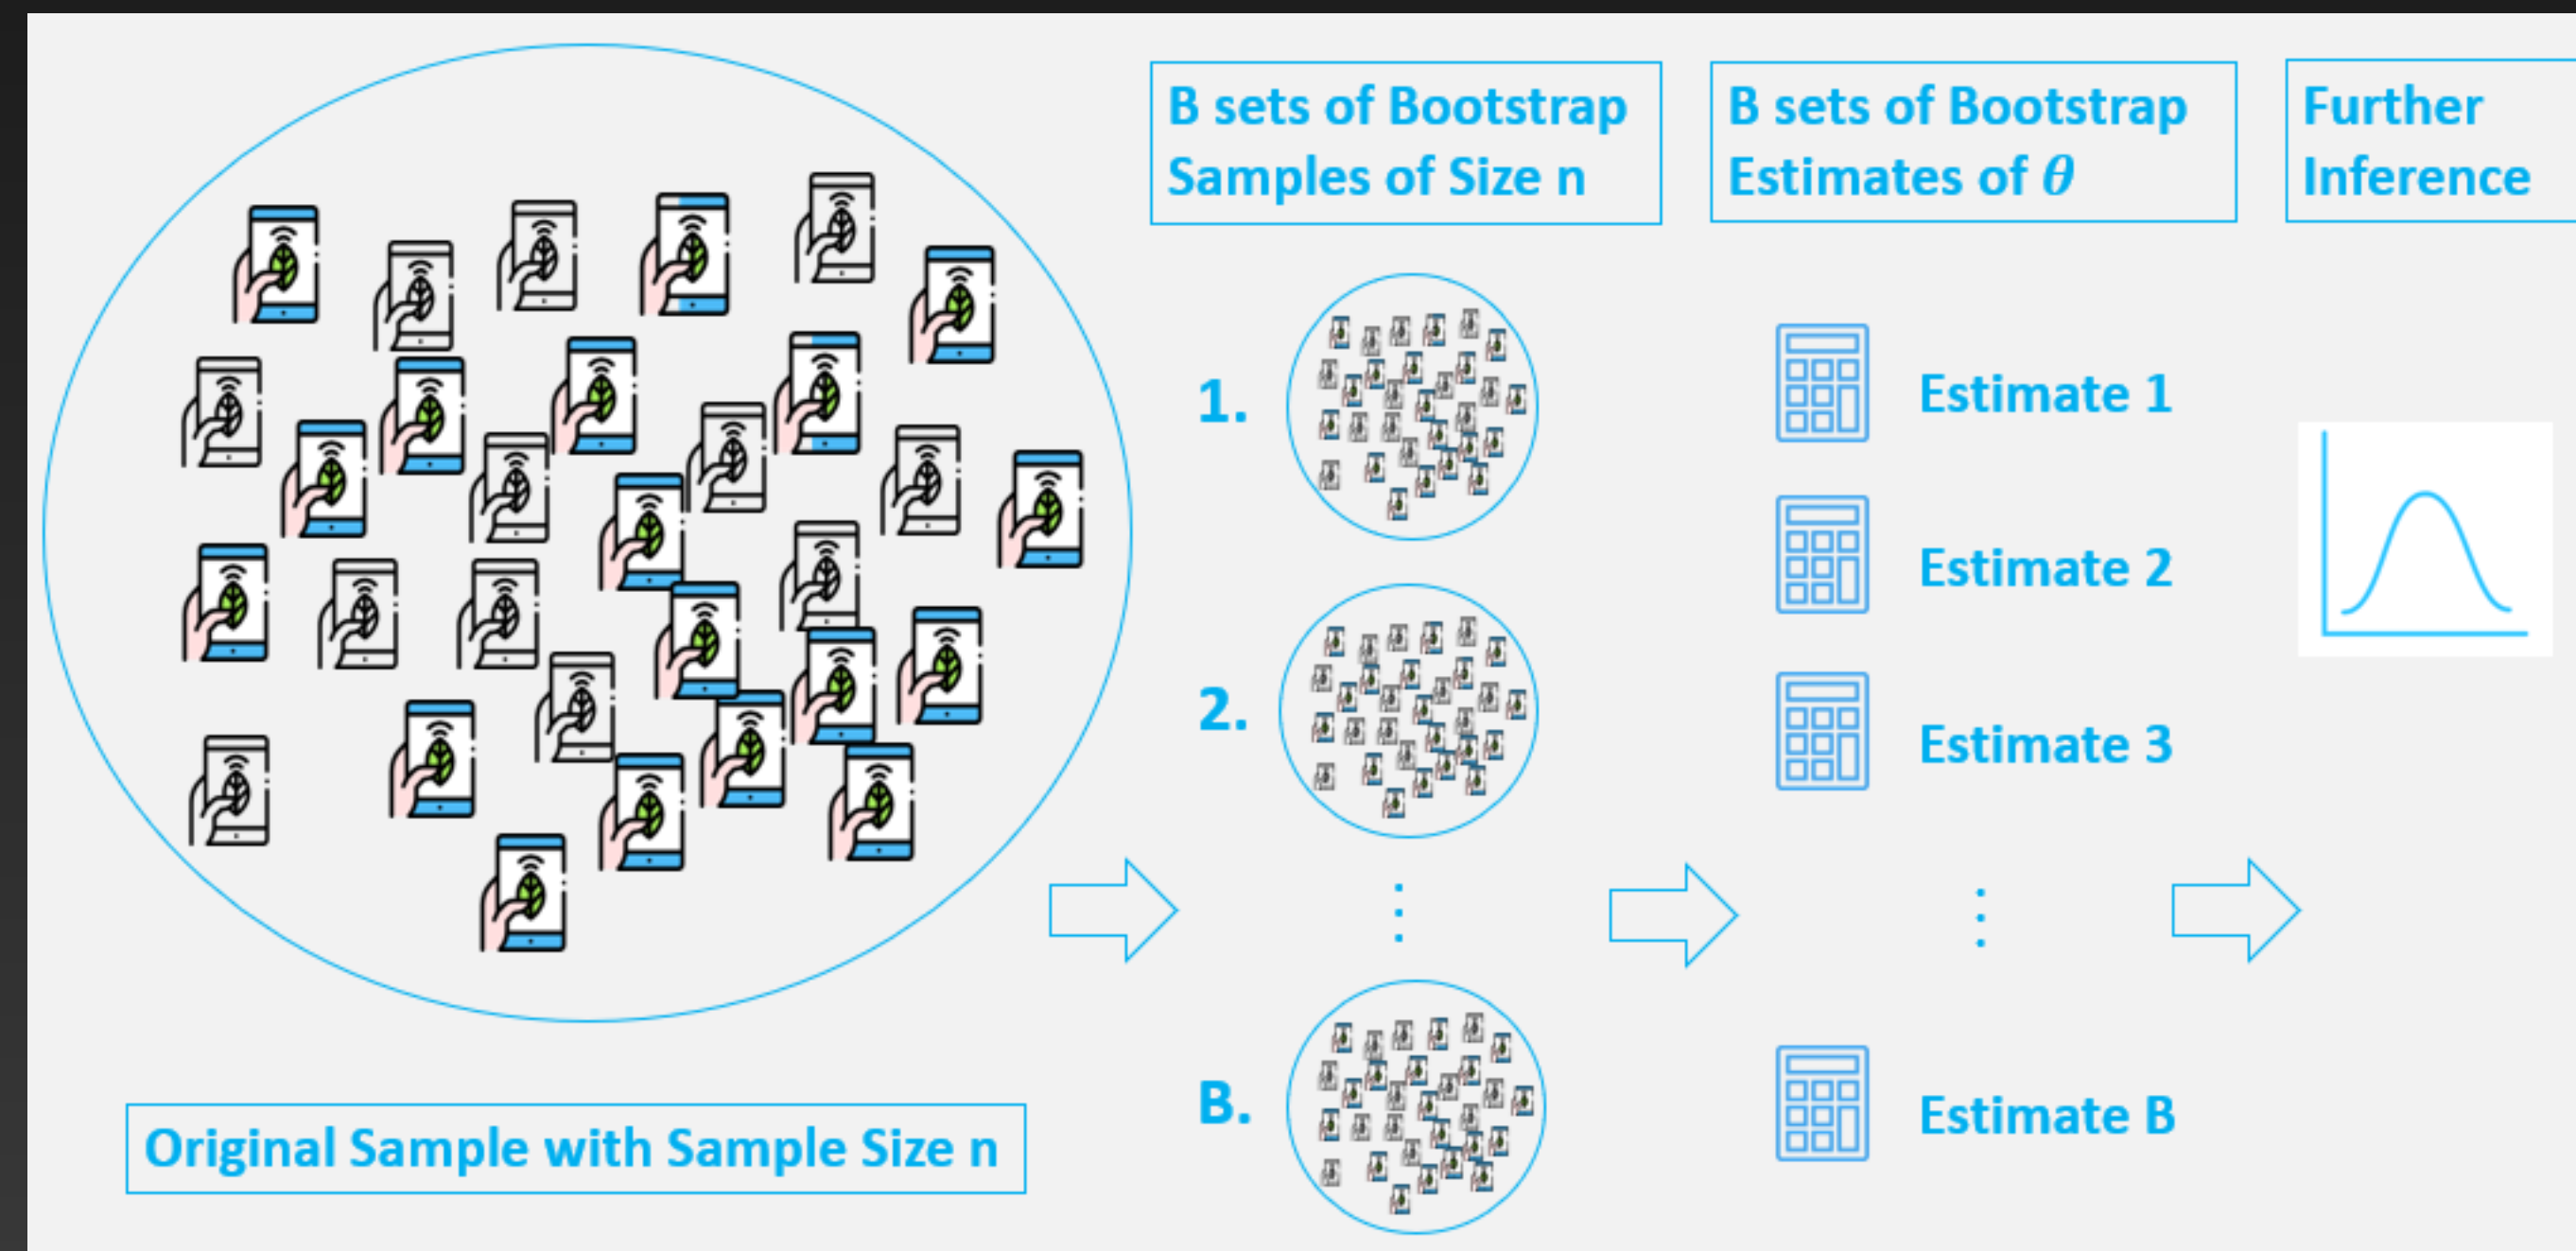 B sets of Bootstrap
Samples of Size n
B sets of Bootstrap
Estimates of θ
Further
Inference
1.
Estimate 1
Estimate 2
2.
Estimate 3
B.
Estimate B
Original Sample with Sample Size n